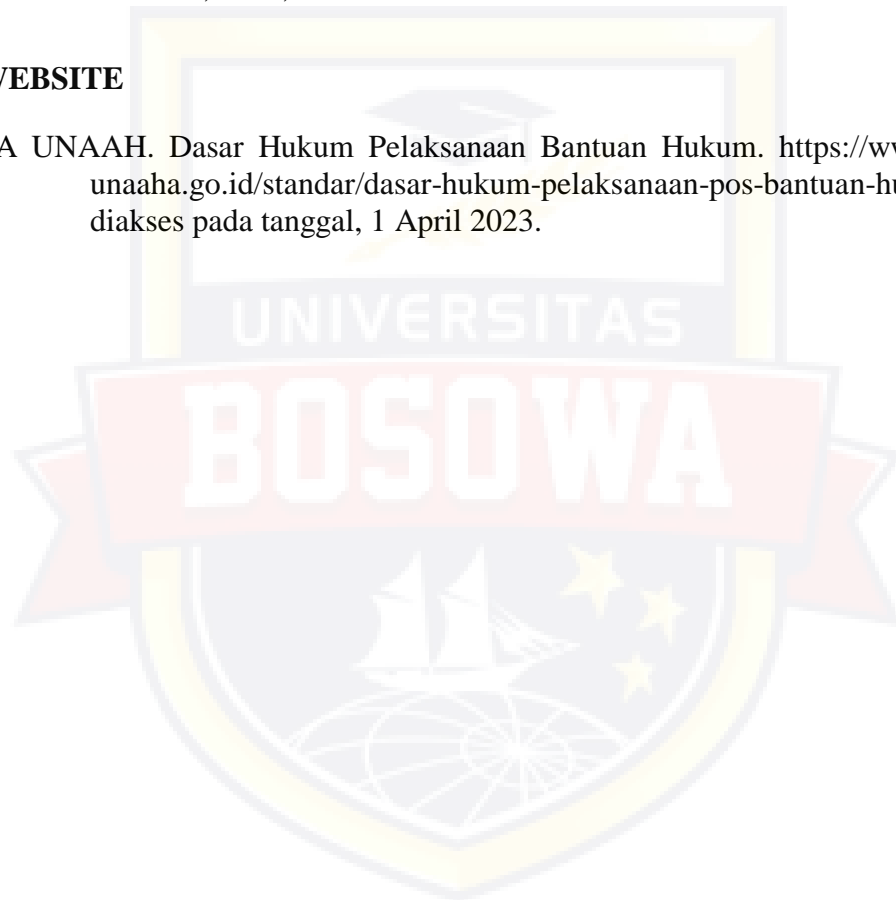 EBSITE
A UNAAH. Dasar Hukum Pelaksanaan Bantuan Hukum. https://w
unaaha.go.id/standar/dasar-hukum-pelaksanaan-pos-bantuan-hu
diakses pada tanggal, 1 April 2023.
UNIVERSITAS
BOSOWA